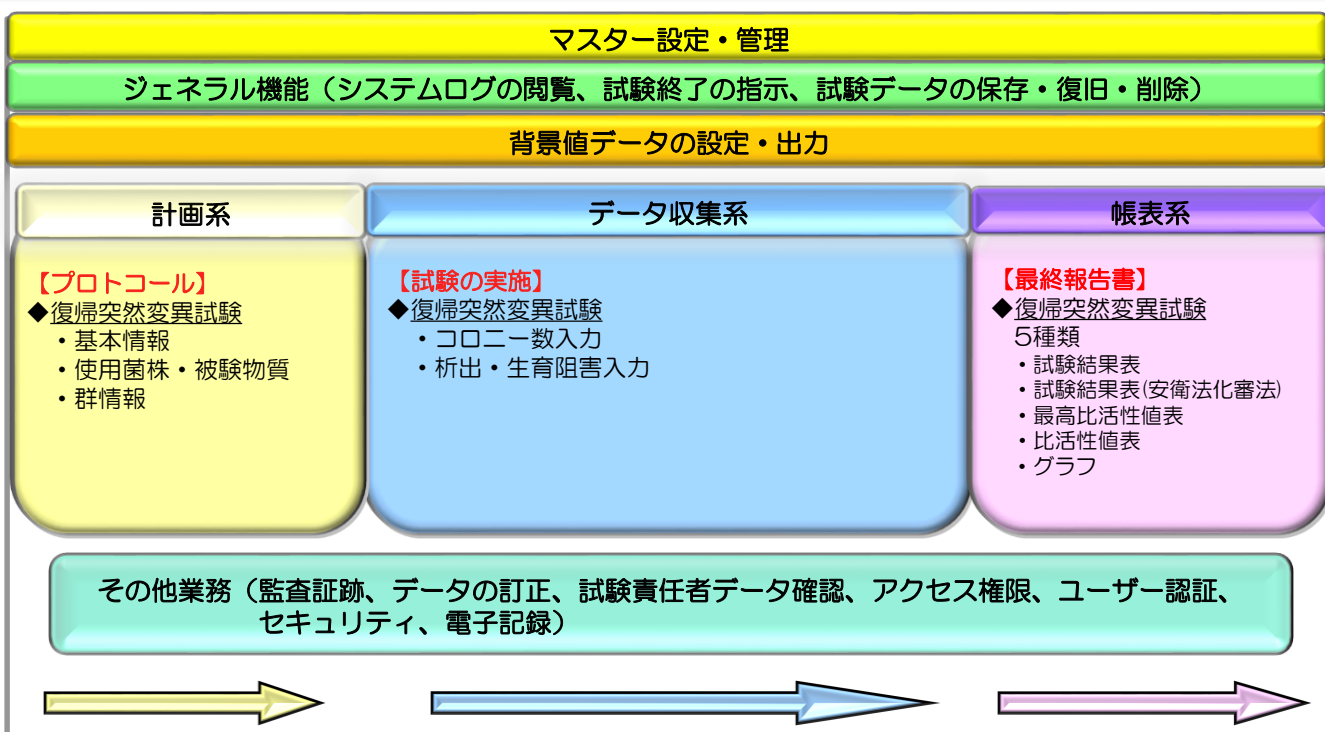 マスター設定・管理
ジェネラル機能（システムログの閲覧、試験終了の指示、試験データの保存・復旧・削除）
背景値データの設定・出力
計画系
【プロトコール】
◆復帰突然変異試験
・基本情報
・使用菌株・被験物質
・群情報
データ収集系
【試験の実施】
◆復帰突然変異試験
・コロニー数入力
・析出・生育阻害入力
帳表系
【最終報告書】
◆復帰突然変異試験
5種類
・試験結果表
・試験結果表(安衛法化審法)
・最高比活性値表
・比活性値表
・グラフ
その他業務（監査証跡、データの訂正、試験責任者データ確認、アクセス権限、ユーザー認証、
セキュリティ、電子記録）